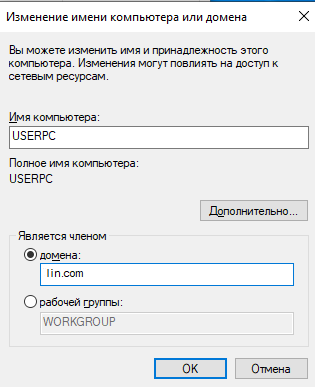 Изменение имени компьютера или домена
Вы можете изменить имя и принадлежность этого
компьютера. Изменения могут повлиять на доступ к
сетевым ресурсам.
Имя компьютера:
USERPC
Полное имя компьютера:
USERPC
Дополнительно...
Является членом
домена:
lin.com
рабочей группы:
WORKGROUP
OK
Отмена